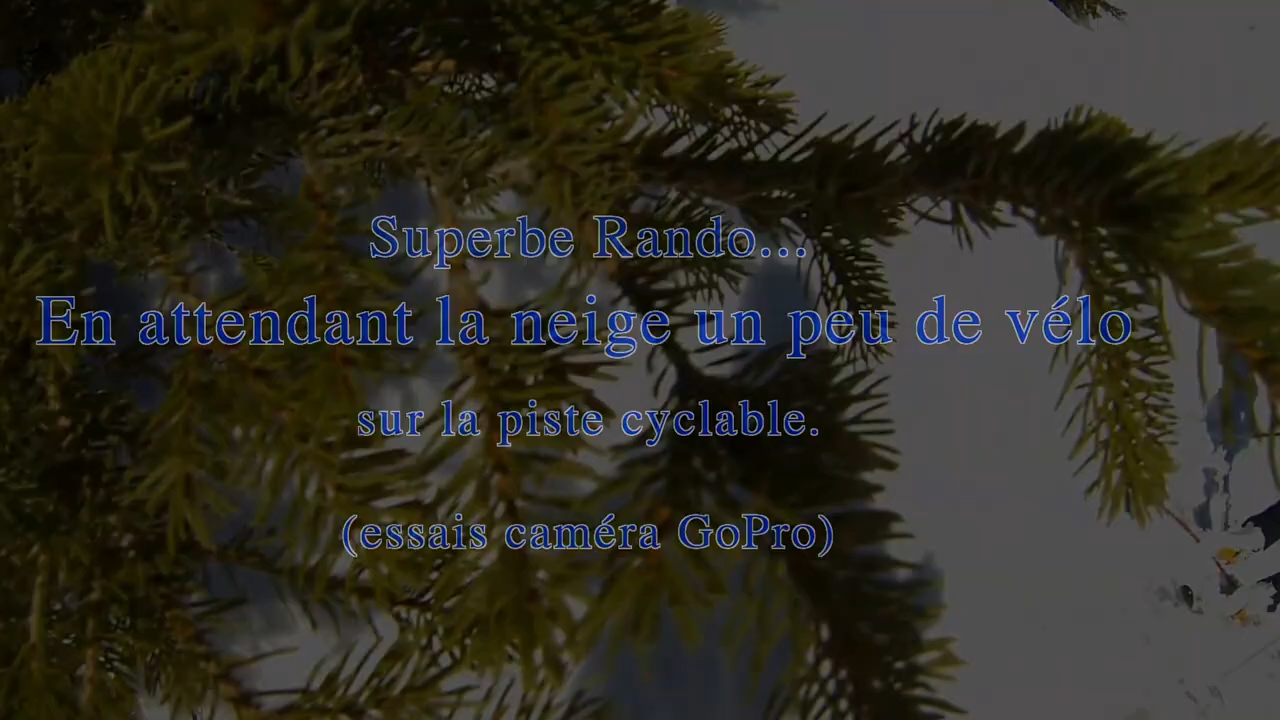 Superbe Rando...
En attendant la neige un peu de vélo
sur la piste cyclable.
(essais caméra GoPro)